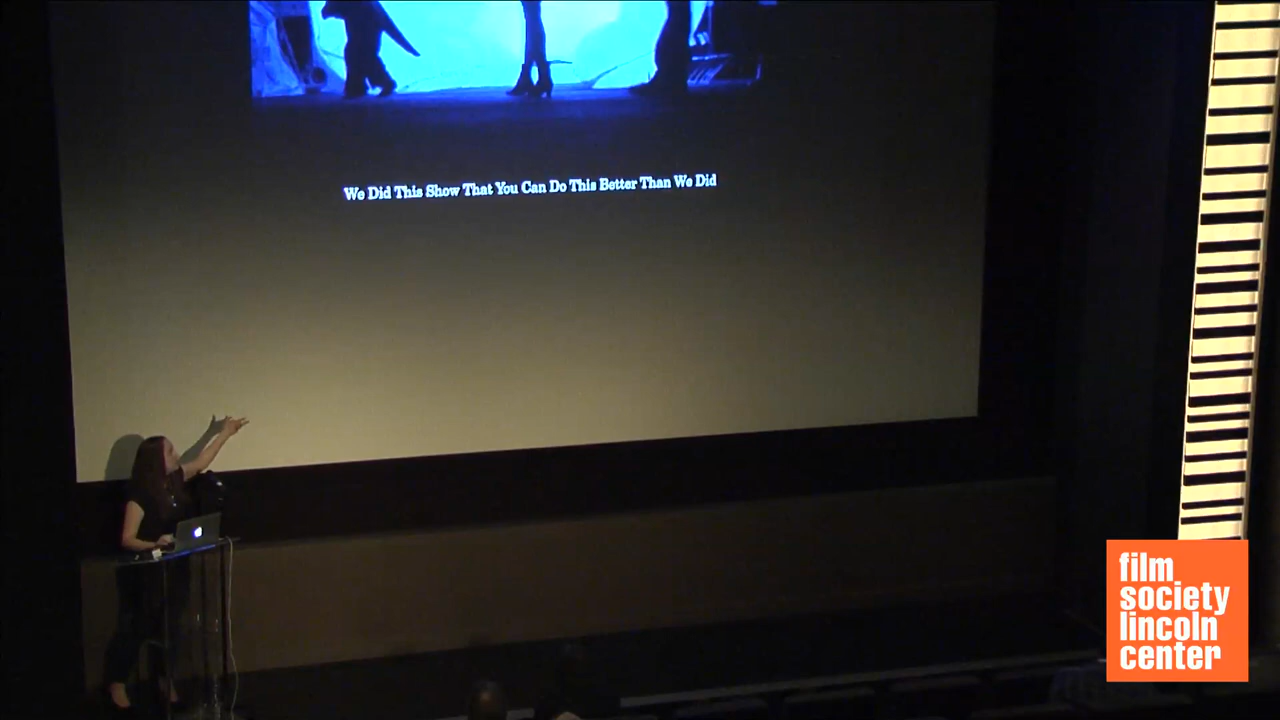 We Did This Show That You Can Do This Better Than We Did
film
society
lincoln
center